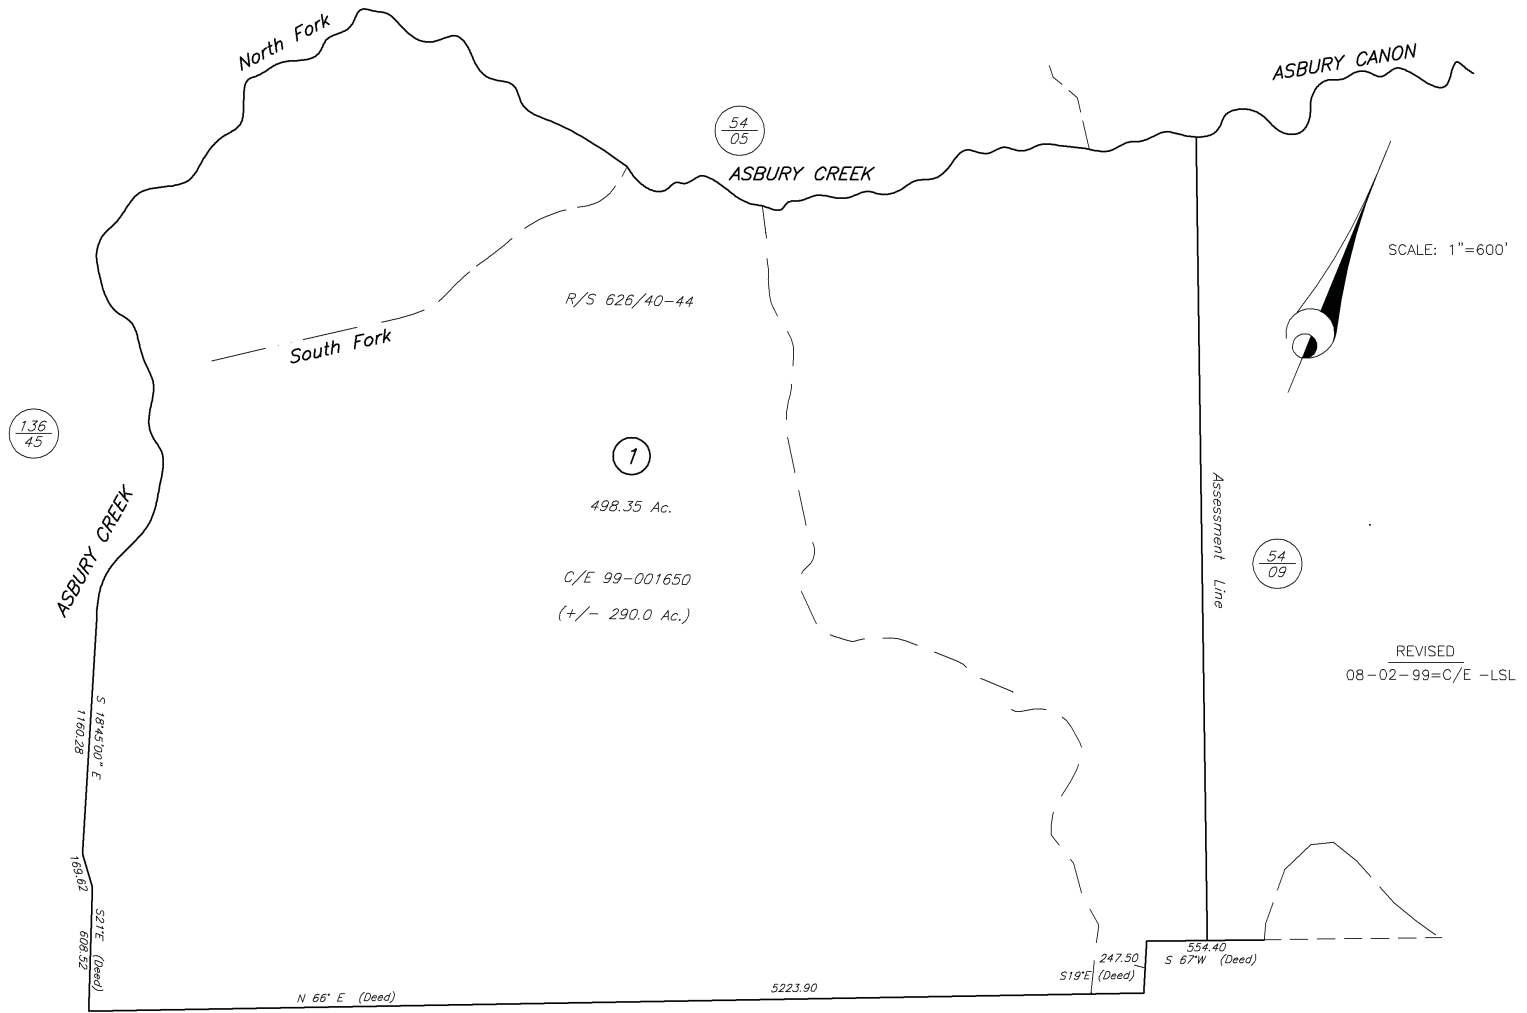 North Fork
ASBURY CANON
54
05
ASBURY CREEK
SCALE: 1"=600'
R/S 626/40-44
South Fork
136
45
1
498.35 Ac.
ASBURY CREEK
Assessment Line
54
09
C/E 99-001650
(+/- 290.0 Ac.)
REVISED
08-02-99=C/E -LSL
S 18°45'00" E
1160.28
169.62
S21°E (Deed)
608.52
N 66° E (Deed)
5223.90
247.50
S19°E (Deed)
554.40
S 67°W (Deed)